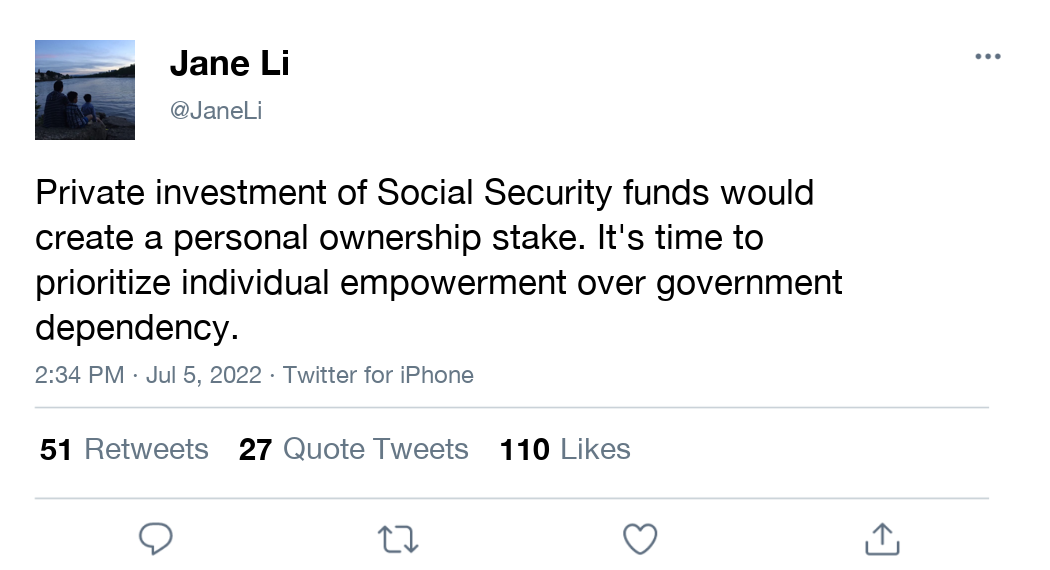 Jane Li
@JaneLi
Private investment of Social Security funds would
create a personal ownership stake. It's time to
prioritize individual empowerment over government
dependency.
2:34 PM · Jul 5, 2022 · Twitter for iPhone
51 Retweets 27 Quote Tweets 110 Likes